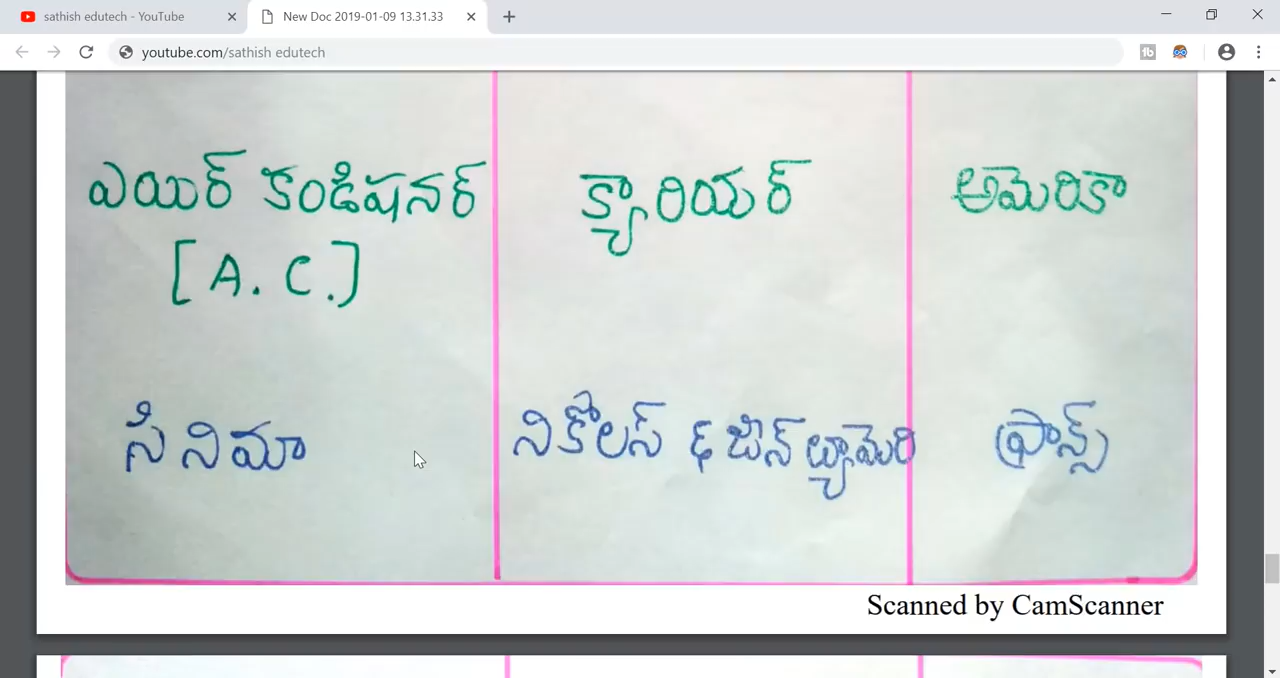 sathish edutech - YouTube
New Doc 2019-01-09 13.31.33
youtube.com/sathish edutech
ఎయిర్ కండిషనర్ క్యారియర్ అమెరికా
[A.C.]
సినిమా నికోలస్ & జీన్ ల్యూమెరి ఫ్రాన్స్
Scanned by CamScanner